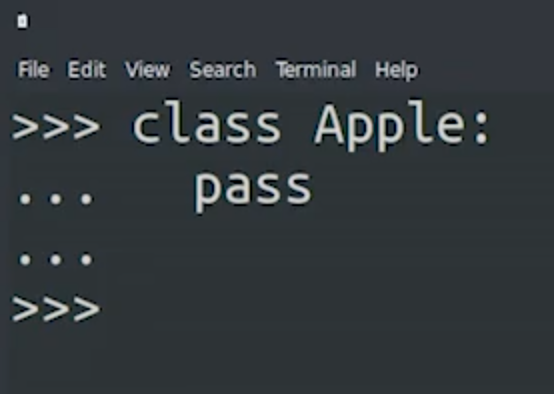 File Edit View Search Terminal Help
>>> class Apple:
...   pass
...
>>>